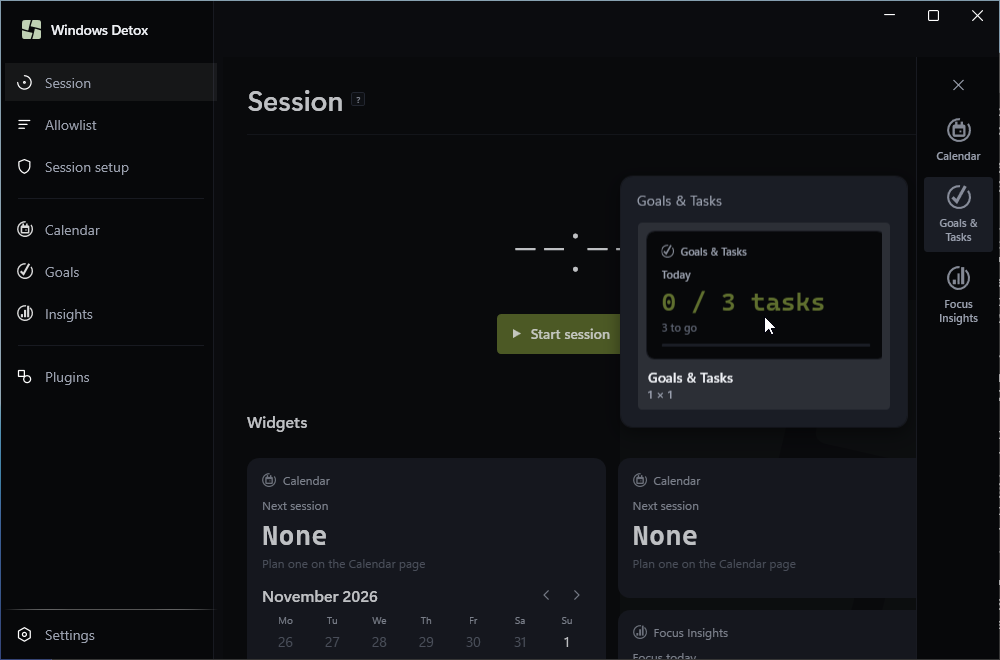 Windows Detox
Session
Allowlist
Session setup
Calendar
Goals
Insights
Plugins
Settings
Session ?
Start session
Widgets
Calendar
Next session
None
Plan one on the Calendar page
November 2026
Mo Tu We Th Fr Sa Su
26 27 28 29 30 31 1
Calendar
Next session
None
Plan one on the Calendar page
Focus Insights
Focus today
Goals & Tasks
Goals & Tasks
Today
0 / 3 tasks
3 to go
Goals & Tasks
1 × 1
Calendar
Goals &
Tasks
Focus
Insights